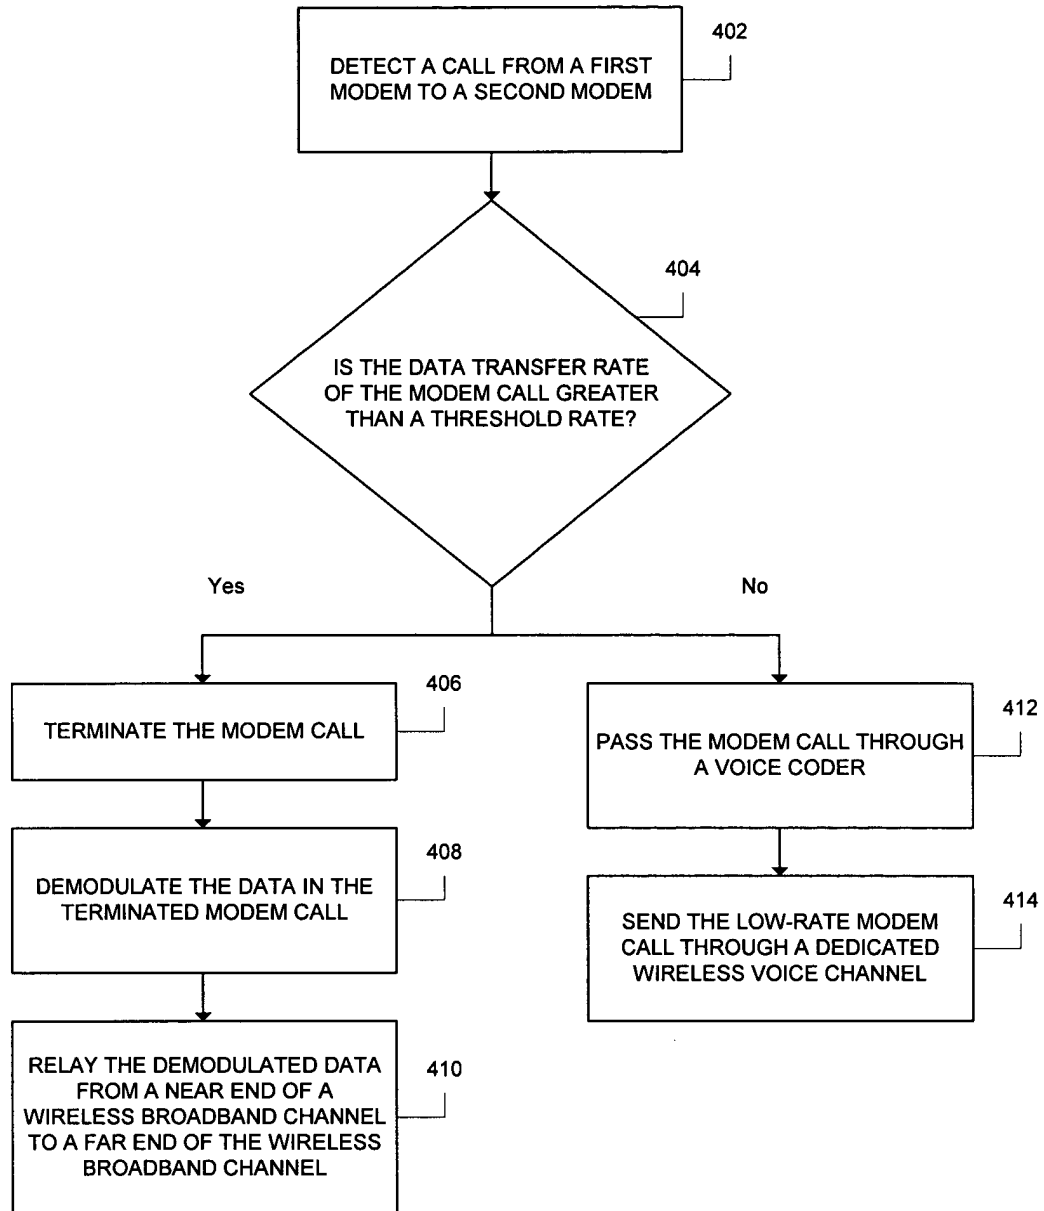 402
DETECT A CALL FROM A FIRST
MODEM TO A SECOND MODEM
404
IS THE DATA TRANSFER RATE
OF THE MODEM CALL GREATER
THAN A THRESHOLD RATE?
Yes
No
406
TERMINATE THE MODEM CALL
412
PASS THE MODEM CALL THROUGH
A VOICE CODER
408
DEMODULATE THE DATA IN THE
TERMINATED MODEM CALL
414
SEND THE LOW-RATE MODEM
CALL THROUGH A DEDICATED
WIRELESS VOICE CHANNEL
410
RELAY THE DEMODULATED DATA
FROM A NEAR END OF A
WIRELESS BROADBAND CHANNEL
TO A FAR END OF THE WIRELESS
BROADBAND CHANNEL